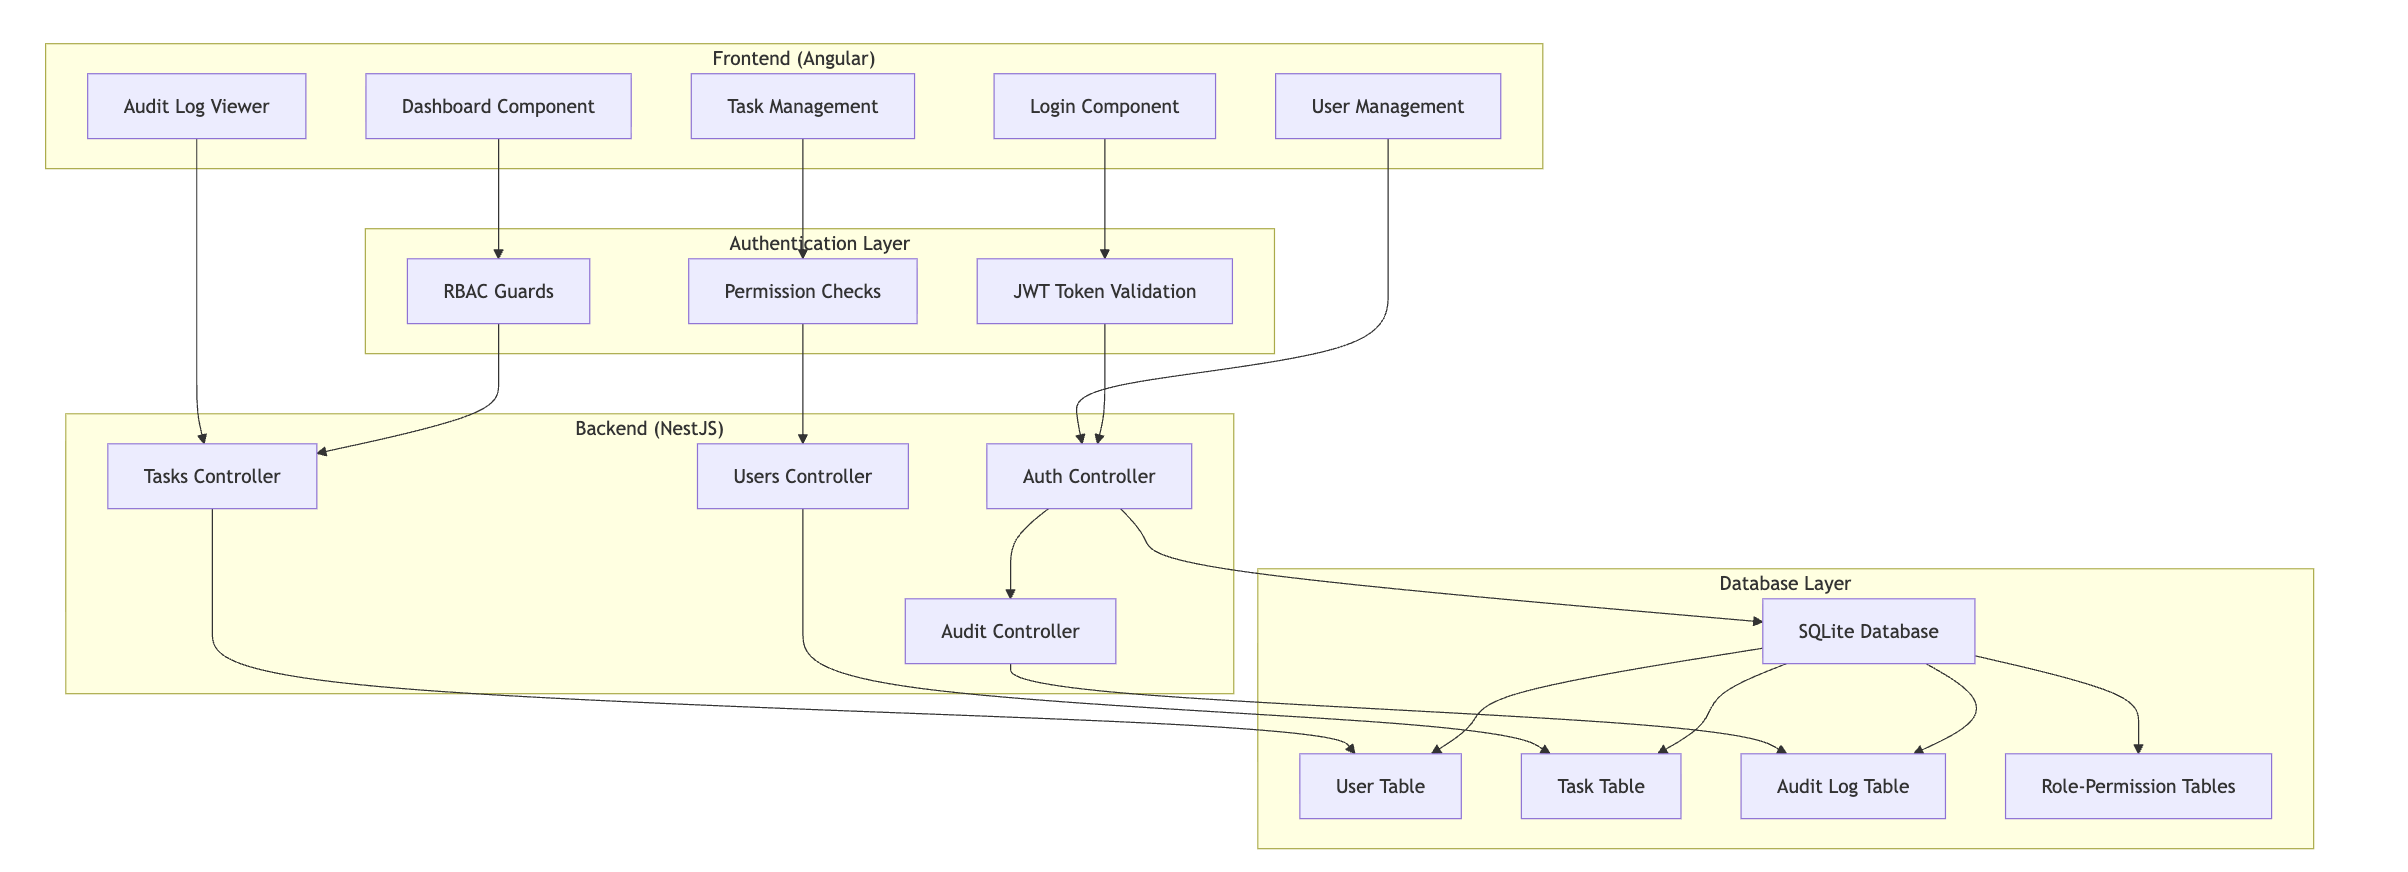 Frontend (Angular)
Audit Log Viewer
Dashboard Component
Task Management
Login Component
User Management
Authentication Layer
RBAC Guards
Permission Checks
JWT Token Validation
Backend (NestJS)
Tasks Controller
Users Controller
Auth Controller
Audit Controller
Database Layer
SQLite Database
User Table
Task Table
Audit Log Table
Role-Permission Tables